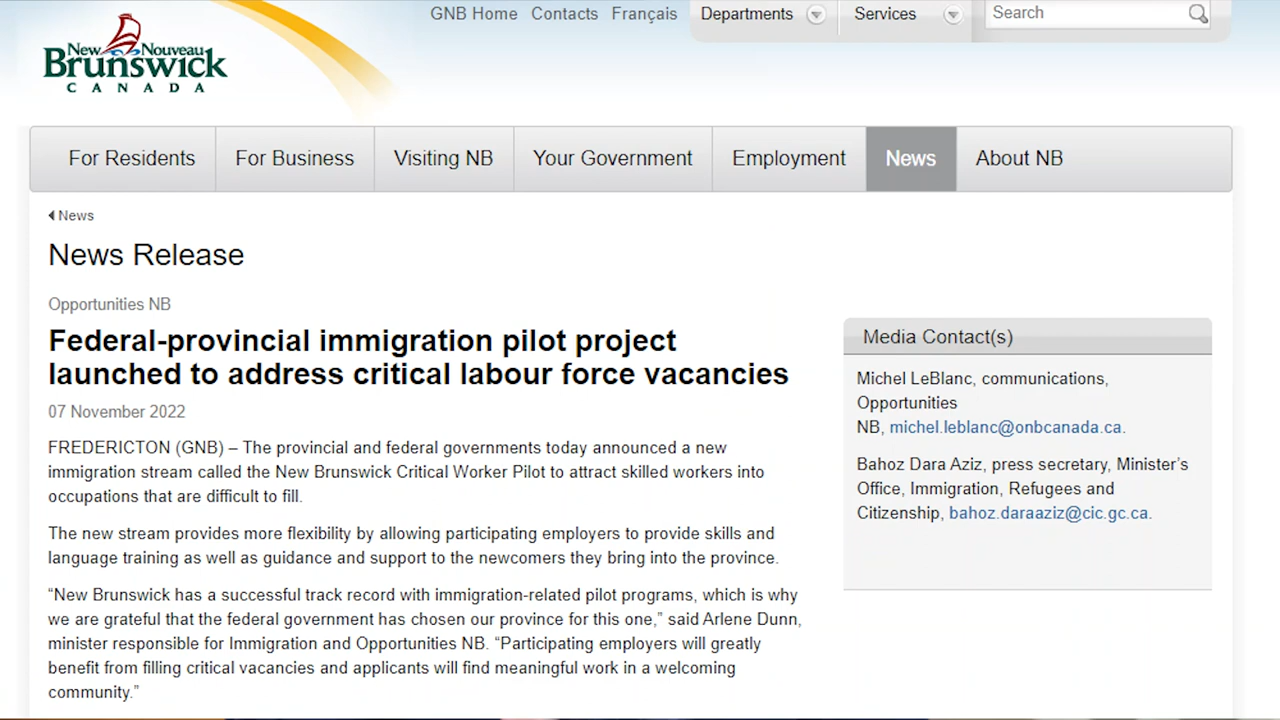 GNB Home Contacts Français Departments Services Search
New Nouveau
Brunswick
CANADA
For Residents For Business Visiting NB Your Government Employment News About NB
News
News Release
Opportunities NB
Federal-provincial immigration pilot project
launched to address critical labour force vacancies
07 November 2022
FREDERICTON (GNB) – The provincial and federal governments today announced a new
immigration stream called the New Brunswick Critical Worker Pilot to attract skilled workers into
occupations that are difficult to fill.
The new stream provides more flexibility by allowing participating employers to provide skills and
language training as well as guidance and support to the newcomers they bring into the province.
“New Brunswick has a successful track record with immigration-related pilot programs, which is why
we are grateful that the federal government has chosen our province for this one,” said Arlene Dunn,
minister responsible for Immigration and Opportunities NB. “Participating employers will greatly
benefit from filling critical vacancies and applicants will find meaningful work in a welcoming
community.”
Media Contact(s)
Michel LeBlanc, communications,
Opportunities
NB, michel.leblanc@onbcanada.ca.
Bahoz Dara Aziz, press secretary, Minister’s
Office, Immigration, Refugees and
Citizenship, bahoz.daraaziz@cic.gc.ca.